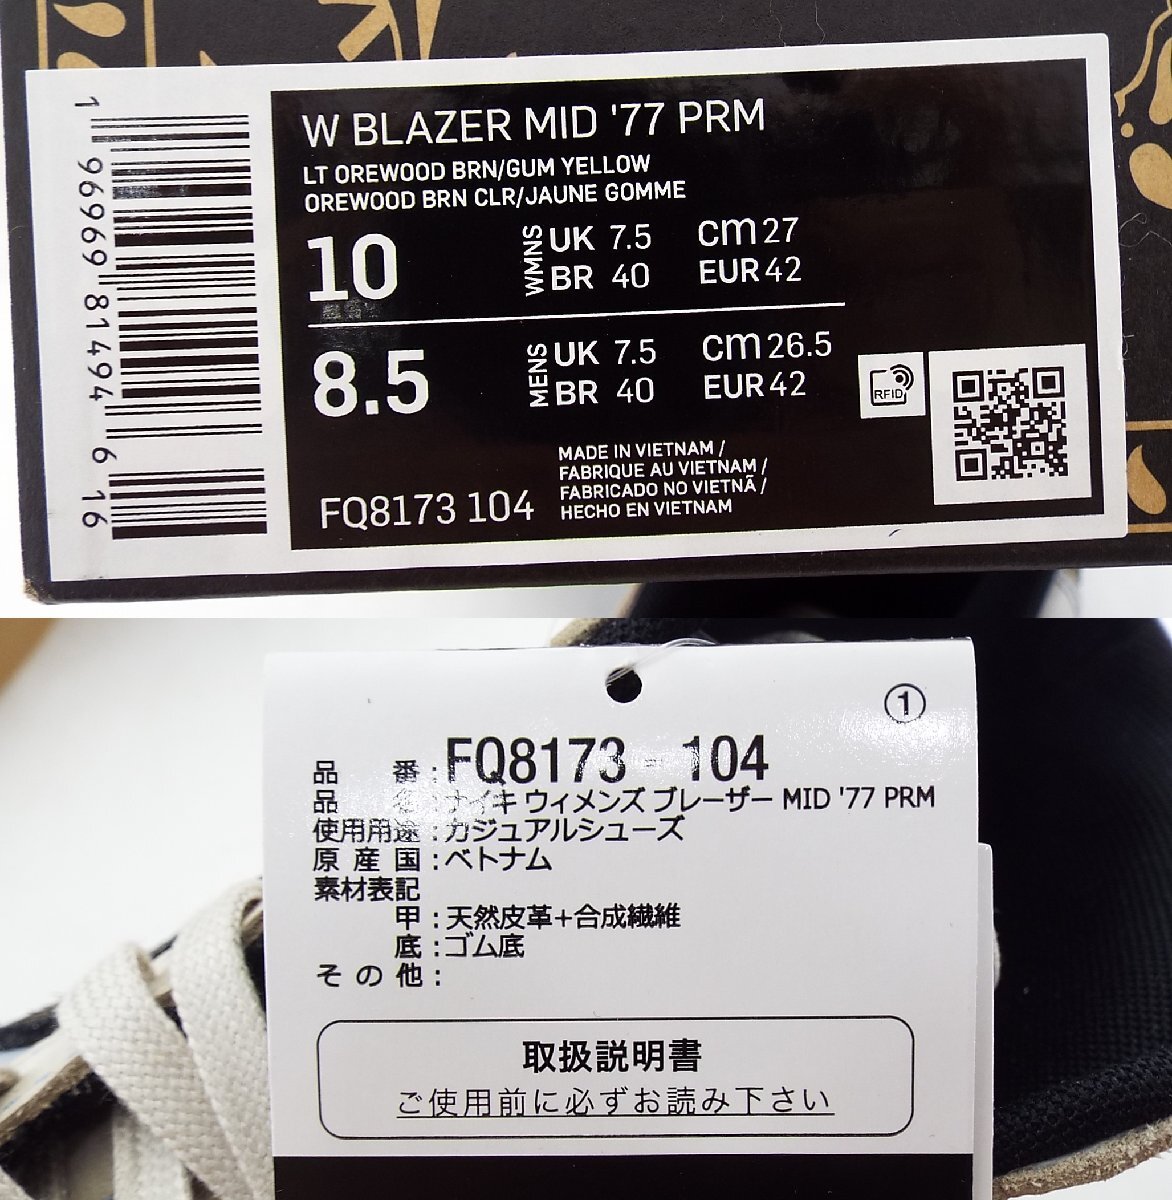 W BLAZER MID '77 PRM
LT OREWOOD BRN/GUM YELLOW
OREWOOD BRN CLR/JAUNE GOMME
10 WMNS UK 7.5 cm 27
BR 40 EUR 42
8.5 MENS UK 7.5 cm 26.5
BR 40 EUR 42
RFID
MADE IN VIETNAM /
FABRIQUE AU VIETNAM /
FABRICADO NO VIETNÃ /
HECHO EN VIETNAM
FQ8173 104
1 96969 81494 6 16
①
品番:FQ8173 - 104
品名:ナイキ ウィメンズ ブレーザー MID '77 PRM
使用用途:カジュアルシューズ
原産国:ベトナム
素材表記
甲:天然皮革+合成繊維
底:ゴム底
その他:
取扱説明書
ご使用前に必ずお読み下さい